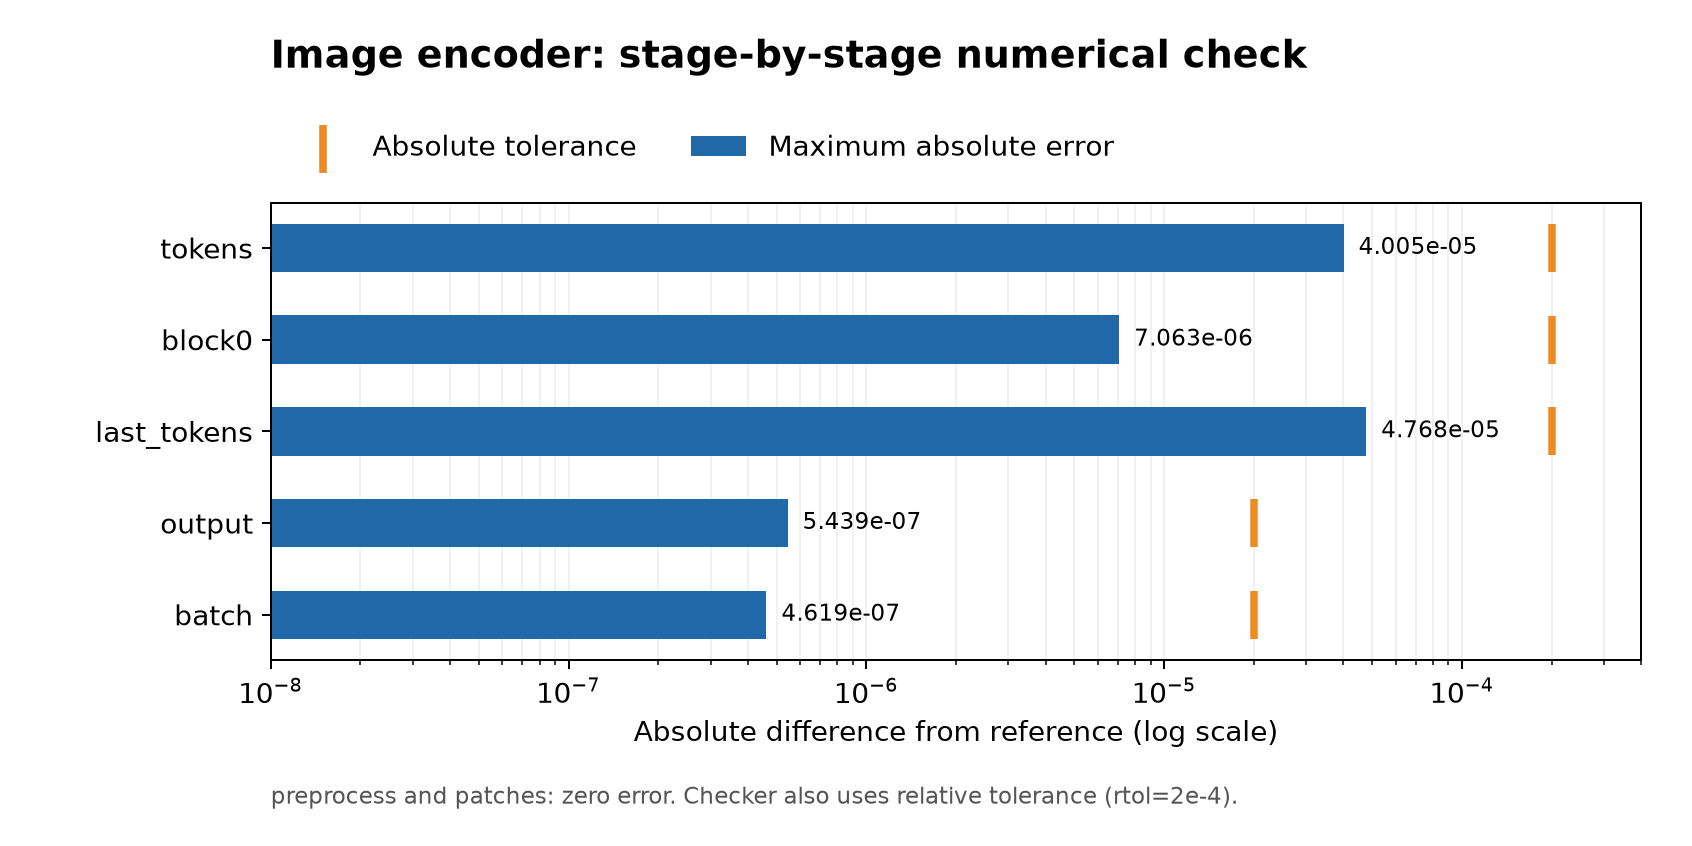 Image encoder: stage-by-stage numerical check
Absolute tolerance
Maximum absolute error
tokens
4.005e-05
block0
7.063e-06
last_tokens
4.768e-05
output
5.439e-07
batch
4.619e-07
10⁻⁸ 10⁻⁷ 10⁻⁶ 10⁻⁵ 10⁻⁴
Absolute difference from reference (log scale)
preprocess and patches: zero error. Checker also uses relative tolerance (rtol=2e-4).